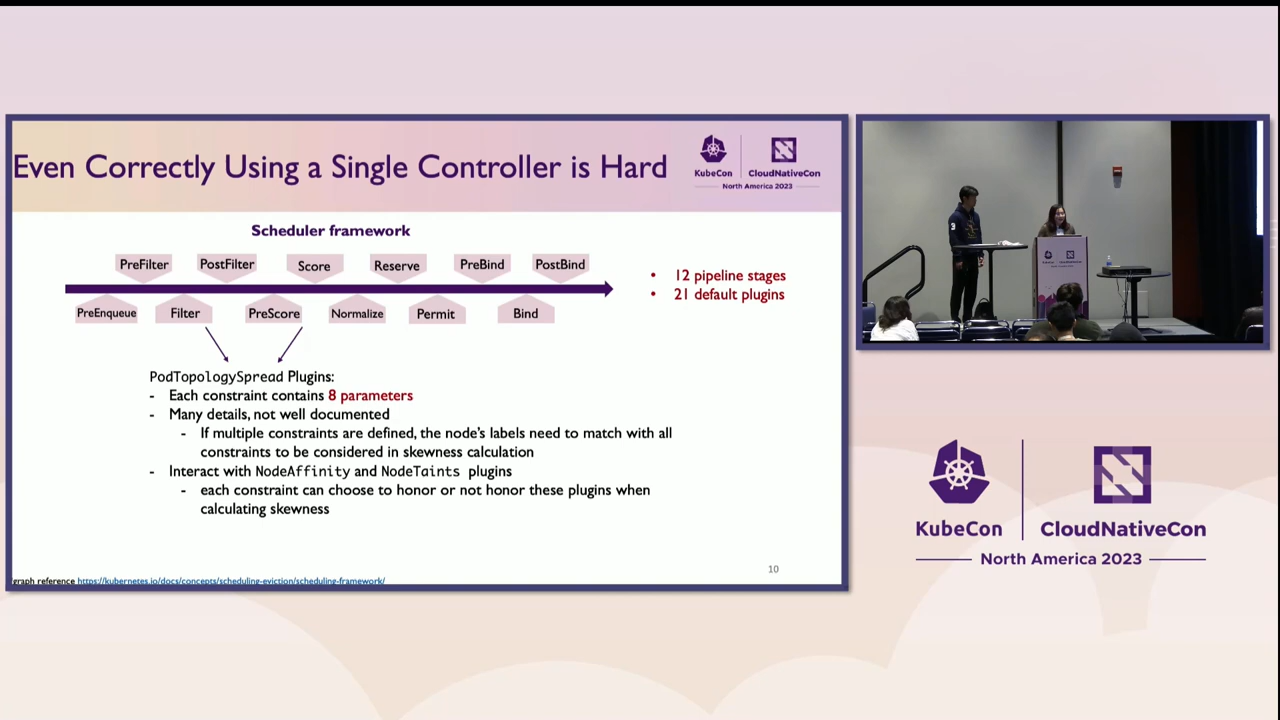 Even Correctly Using a Single Controller is Hard
KubeCon
CloudNativeCon
North America 2023
Scheduler framework
PreFilter
PostFilter
Score
Reserve
PreBind
PostBind
PreEnqueue
Filter
PreScore
Normalize
Permit
Bind
• 12 pipeline stages
• 21 default plugins
PodTopologySpread Plugins:
- Each constraint contains 8 parameters
- Many details, not well documented
- If multiple constraints are defined, the node's labels need to match with all
constraints to be considered in skewness calculation
- Interact with NodeAffinity and NodeTaints plugins
- each constraint can choose to honor or not honor these plugins when
calculating skewness
graph reference https://kubernetes.io/docs/concepts/scheduling-eviction/scheduling-framework/
10
KubeCon
CloudNativeCon
North America 2023